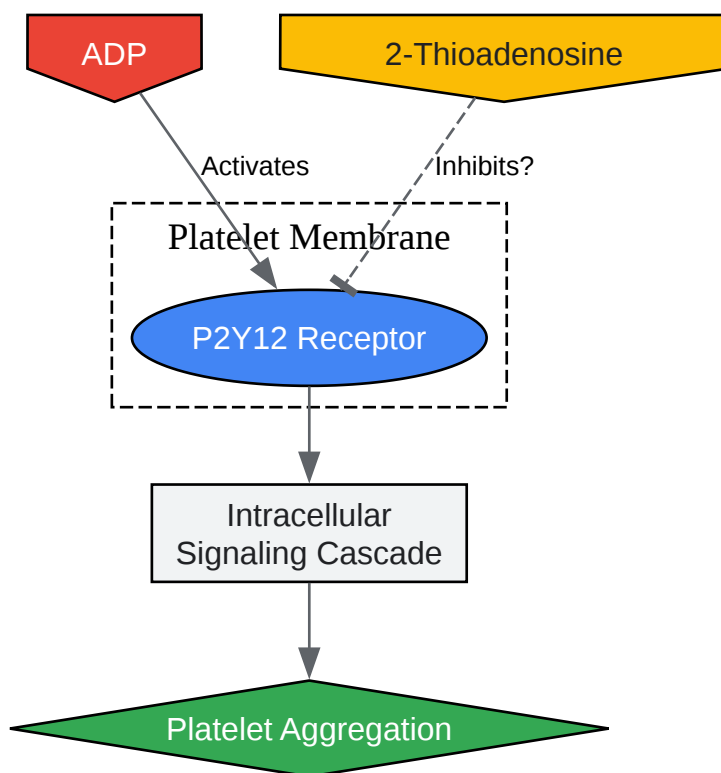 ADP
2-Thioadenosine
Activates
Inhibits?
Platelet Membrane
P2Y12 Receptor
Intracellular
Signaling Cascade
Platelet Aggregation